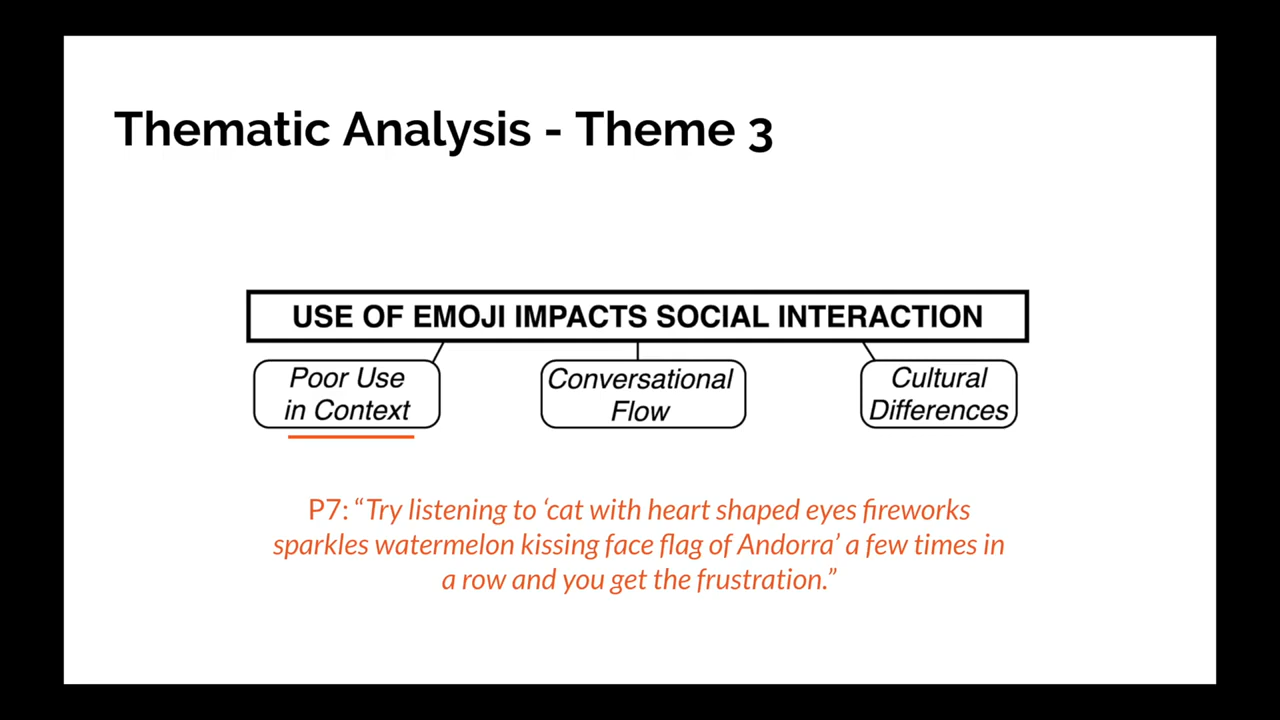 Thematic Analysis - Theme 3
USE OF EMOJI IMPACTS SOCIAL INTERACTION
Poor Use
in Context
Conversational
Flow
Cultural
Differences
P7: “Try listening to ‘cat with heart shaped eyes fireworks
sparkles watermelon kissing face flag of Andorra’ a few times in
a row and you get the frustration.”